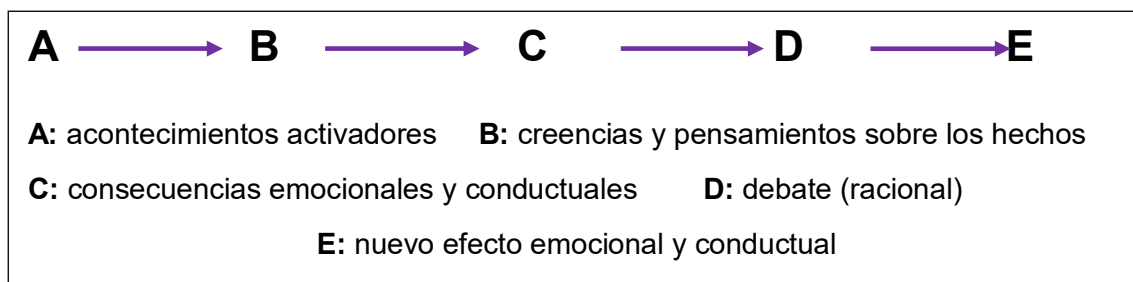 A B C D E
A: acontecimientos activadores B: creencias y pensamientos sobre los hechos
C: consecuencias emocionales y conductuales D: debate (racional)
E: nuevo efecto emocional y conductual